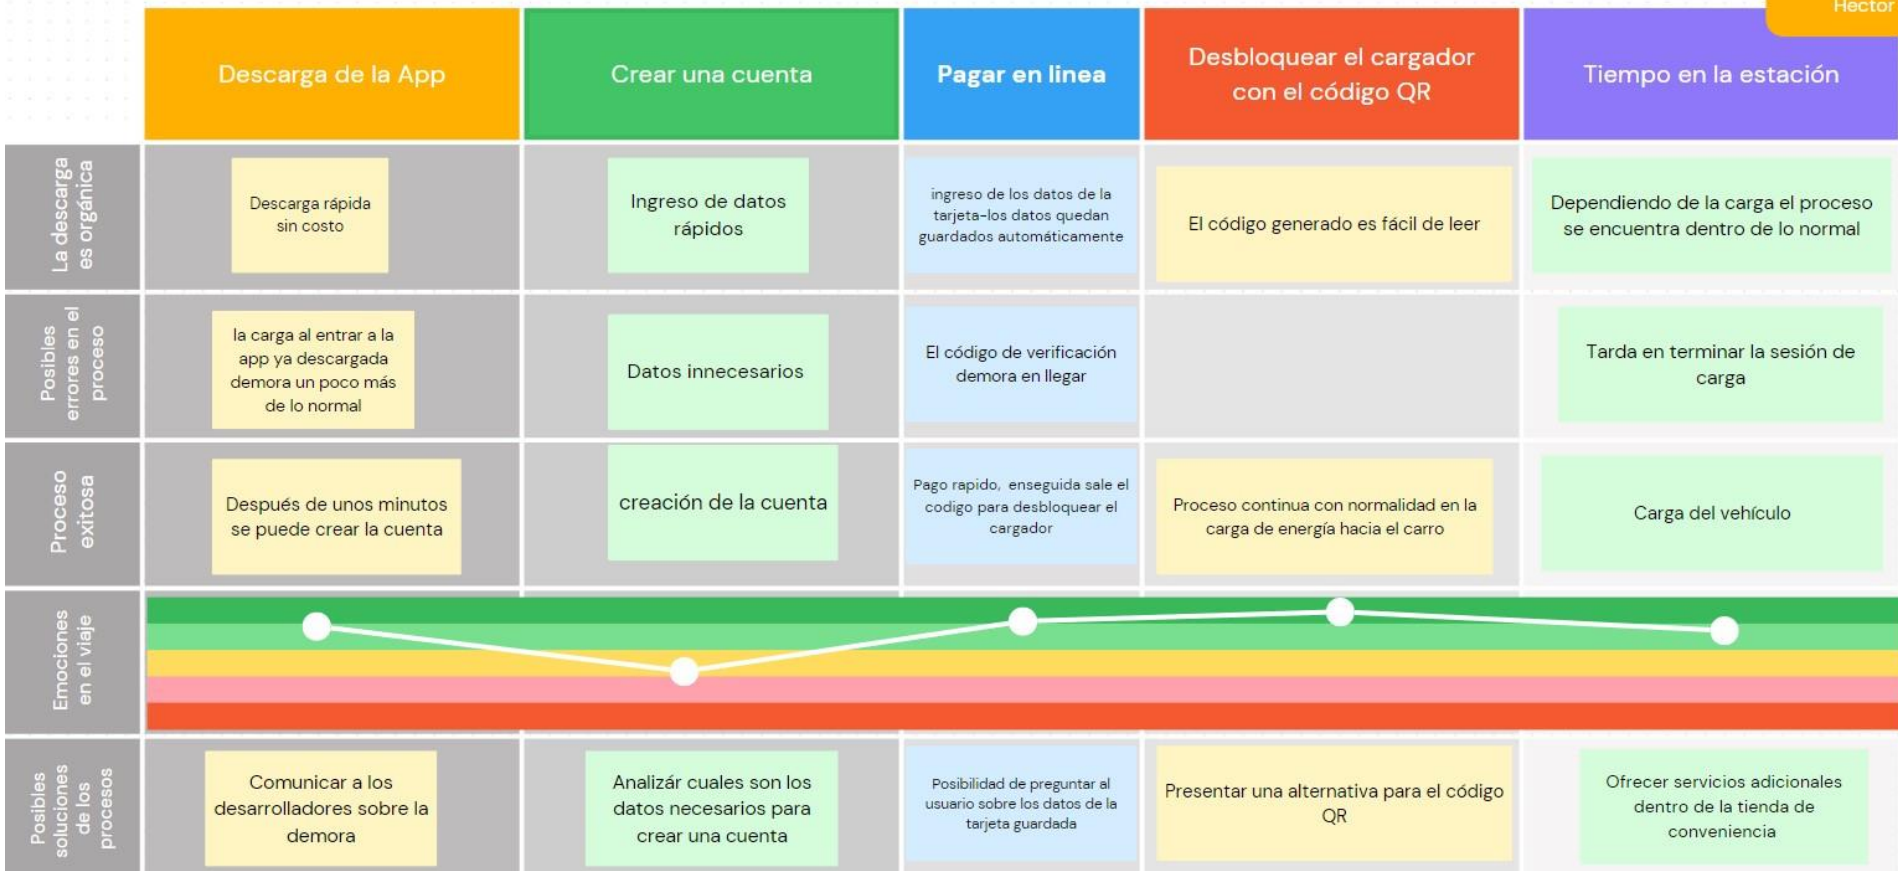 Hector
Descarga de la App
Crear una cuenta
Pagar en linea
Desbloquear el cargador
con el código QR
Tiempo en la estación
La descarga
es orgánica
Descarga rápida
sin costo
Ingreso de datos
rápidos
ingreso de los datos de la
tarjeta-los datos quedan
guardados automáticamente
El código generado es fácil de leer
Dependiendo de la carga el proceso
se encuentra dentro de lo normal
Posibles
errores en el
proceso
la carga al entrar a la
app ya descargada
demora un poco más
de lo normal
Datos innecesarios
El código de verificación
demora en llegar
Tarda en terminar la sesión de
carga
Proceso
exitosa
Después de unos minutos
se puede crear la cuenta
creación de la cuenta
Pago rapido, enseguida sale el
codigo para desbloquear el
cargador
Proceso continua con normalidad en la
carga de energía hacia el carro
Carga del vehículo
Emociones
en el viaje
Posibles
soluciones
de los
procesos
Comunicar a los
desarrolladores sobre la
demora
Analizár cuales son los
datos necesarios para
crear una cuenta
Posibilidad de preguntar al
usuario sobre los datos de la
tarjeta guardada
Presentar una alternativa para el código
QR
Ofrecer servicios adicionales
dentro de la tienda de
conveniencia